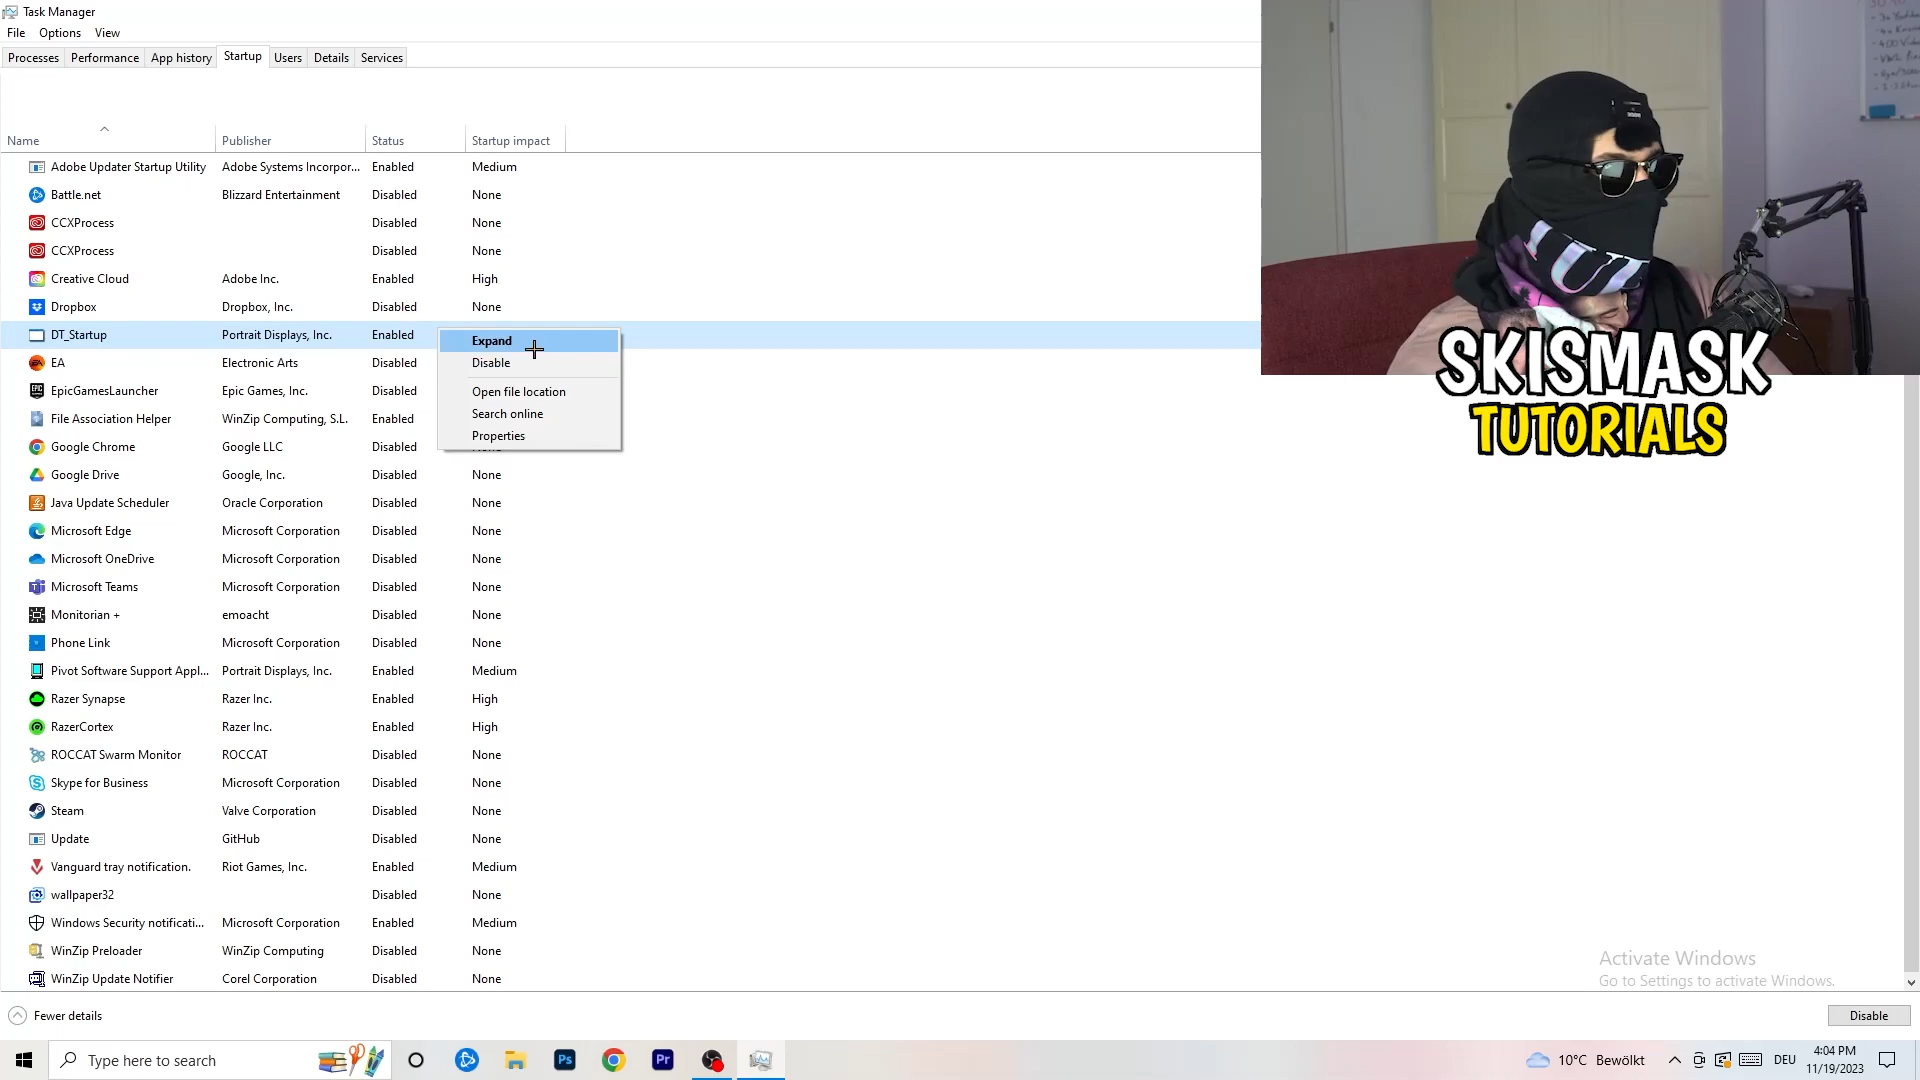 Task Manager
File Options View
Processes Performance App history Startup Users Details Services
Name Publisher Status Startup impact
Adobe Updater Startup Utility Adobe Systems Incorpor... Enabled Medium
Battle.net Blizzard Entertainment Disabled None
CCXProcess Disabled None
CCXProcess Disabled None
Creative Cloud Adobe Inc. Enabled High
Dropbox Dropbox, Inc. Disabled None
DT_Startup Portrait Displays, Inc. Enabled
EA Electronic Arts Disabled
EpicGamesLauncher Epic Games, Inc. Disabled
File Association Helper WinZip Computing, S.L. Enabled
Google Chrome Google LLC Disabled
Google Drive Google, Inc. Disabled None
Java Update Scheduler Oracle Corporation Disabled None
Microsoft Edge Microsoft Corporation Disabled None
Microsoft OneDrive Microsoft Corporation Disabled None
Microsoft Teams Microsoft Corporation Disabled None
Monitorian + emoacht Disabled None
Phone Link Microsoft Corporation Disabled None
Pivot Software Support Appl... Portrait Displays, Inc. Enabled Medium
Razer Synapse Razer Inc. Enabled High
RazerCortex Razer Inc. Enabled High
ROCCAT Swarm Monitor ROCCAT Disabled None
Skype for Business Microsoft Corporation Disabled None
Steam Valve Corporation Disabled None
Update GitHub Disabled None
Vanguard tray notification. Riot Games, Inc. Enabled Medium
wallpaper32 Disabled None
Windows Security notificati... Microsoft Corporation Enabled Medium
WinZip Preloader WinZip Computing Disabled None
WinZip Update Notifier Corel Corporation Disabled None
Expand
Disable
Open file location
Search online
Properties
SKISMASK
TUTORIALS
Activate Windows
Go to Settings to activate Windows.
Fewer details
Disable
Type here to search
Ps
Pr
10°C Bewölkt
DEU
4:04 PM
11/19/2023